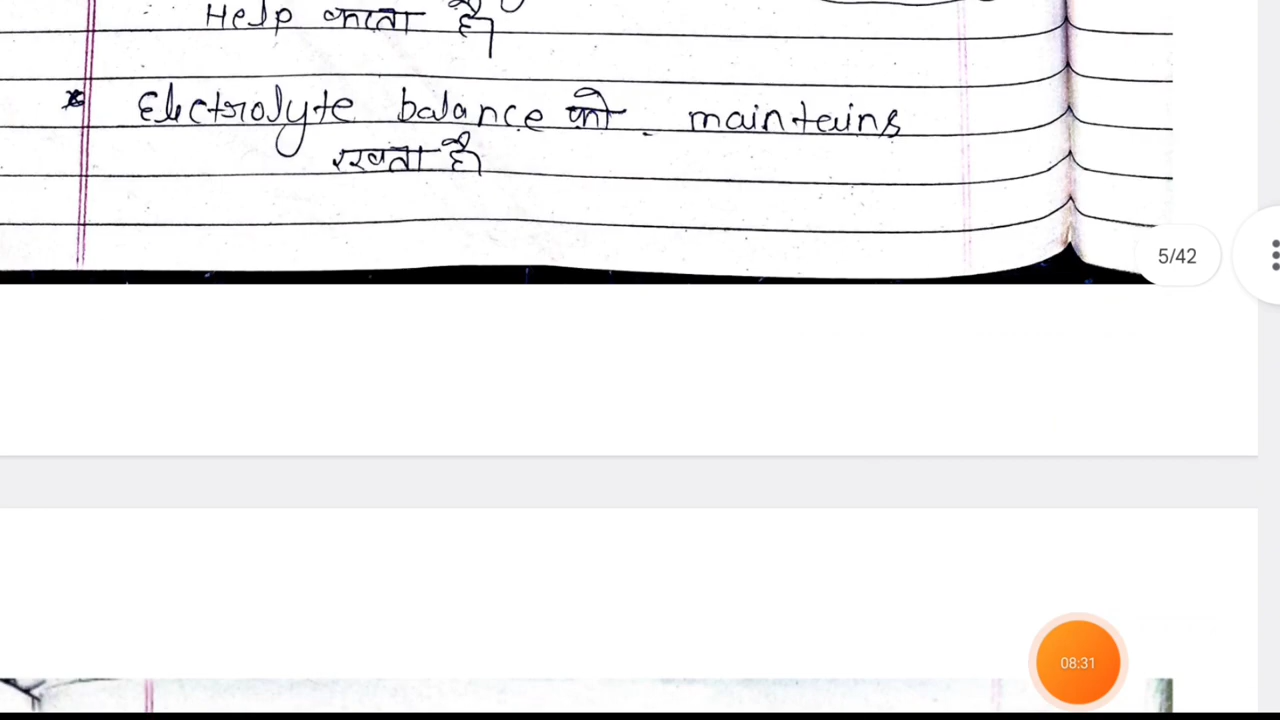 Help करता है।
* Electrolyte balance को maintains
रखता है।
5/42
08:31